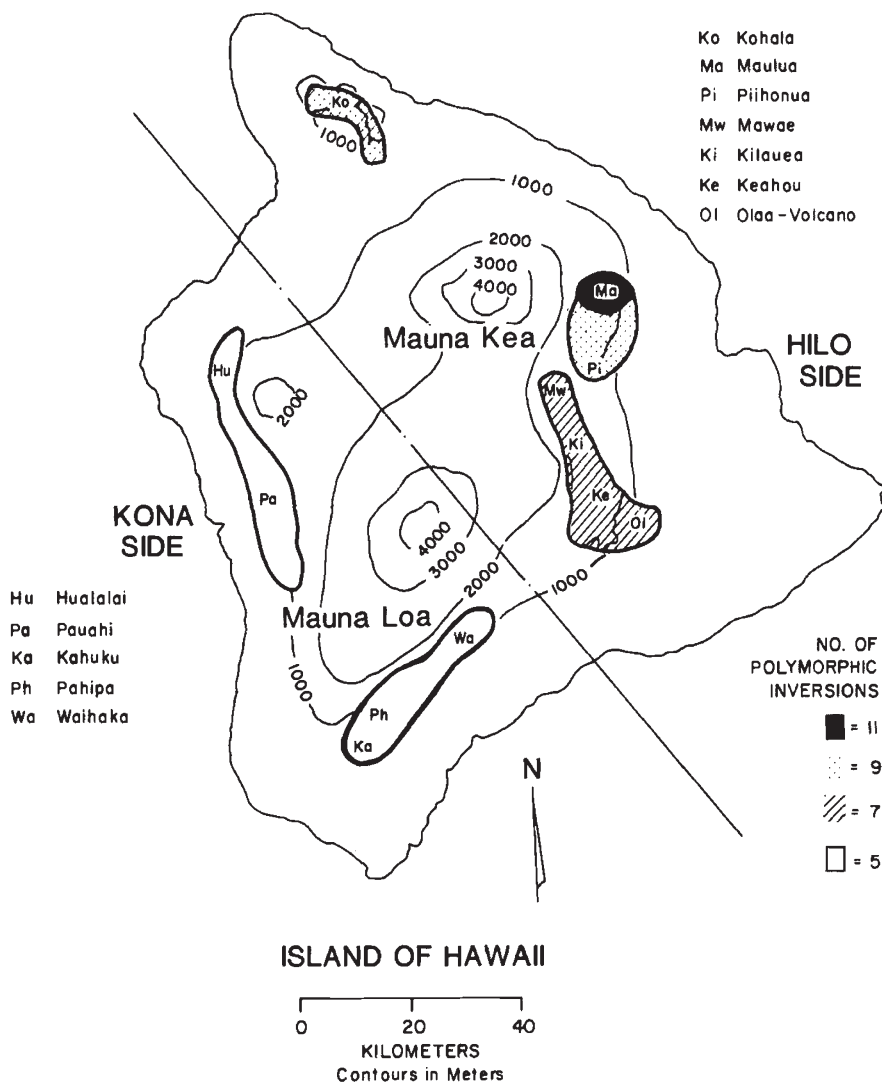 Ko Kohala
Ma Maulua
Pi Piihonua
Mw Mawae
Ki Kilauea
Ke Keahou
Ol Olaa-Volcano
Ko
1000
1000
2000
3000
4000
Ma
Mauna Kea
HILO
SIDE
Pi
Hu
2000
Mw
Ki
Pa
Ke
Ol
KONA
SIDE
4000
3000
2000
1000
Hu Hualalai
Pa Pauahi
Ka Kahuku
Ph Pahipa
Wa Waihaka
Mauna Loa
Wa
1000
Ph
Ka
NO. OF
POLYMORPHIC
INVERSIONS
= 11
= 9
= 7
= 5
N
ISLAND OF HAWAII
0 20 40
KILOMETERS
Contours in Meters